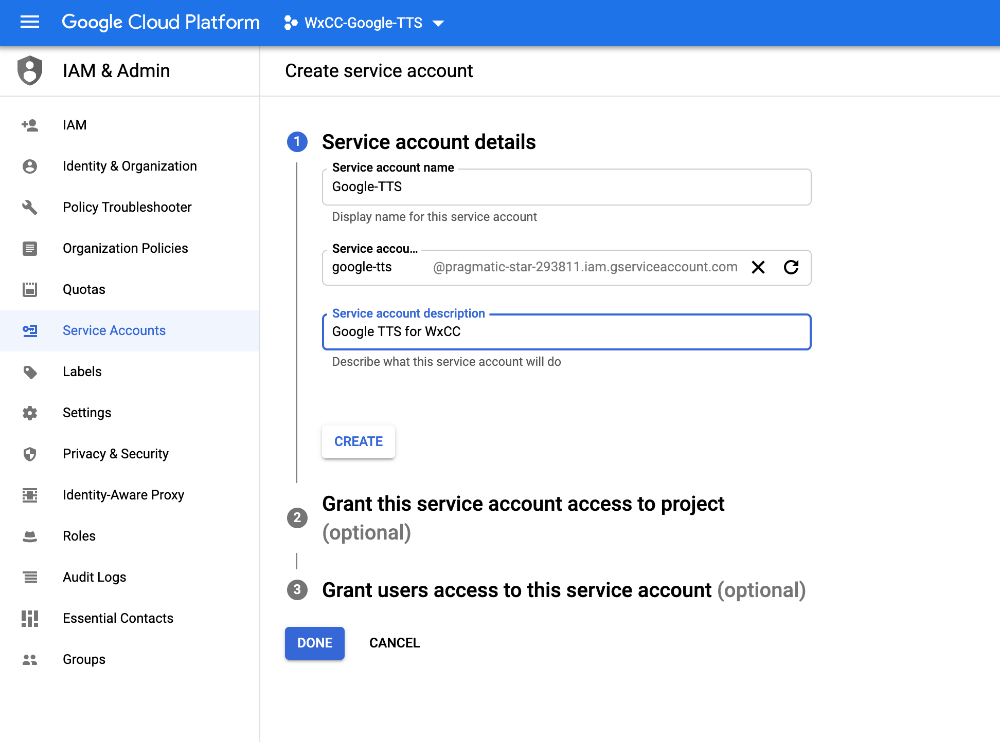 Google Cloud Platform
WxCC-Google-TTS
IAM & Admin
Create service account
IAM
Identity & Organization
Policy Troubleshooter
Organization Policies
Quotas
Service Accounts
Labels
Settings
Privacy & Security
Identity-Aware Proxy
Roles
Audit Logs
Essential Contacts
Groups
1
Service account details
Service account name
Google-TTS
Display name for this service account
Service accou...
google-tts @pragmatic-star-293811.iam.gserviceaccount.com
Service account description
Google TTS for WxCC
Describe what this service account will do
CREATE
2
Grant this service account access to project
(optional)
3
Grant users access to this service account (optional)
DONE
CANCEL